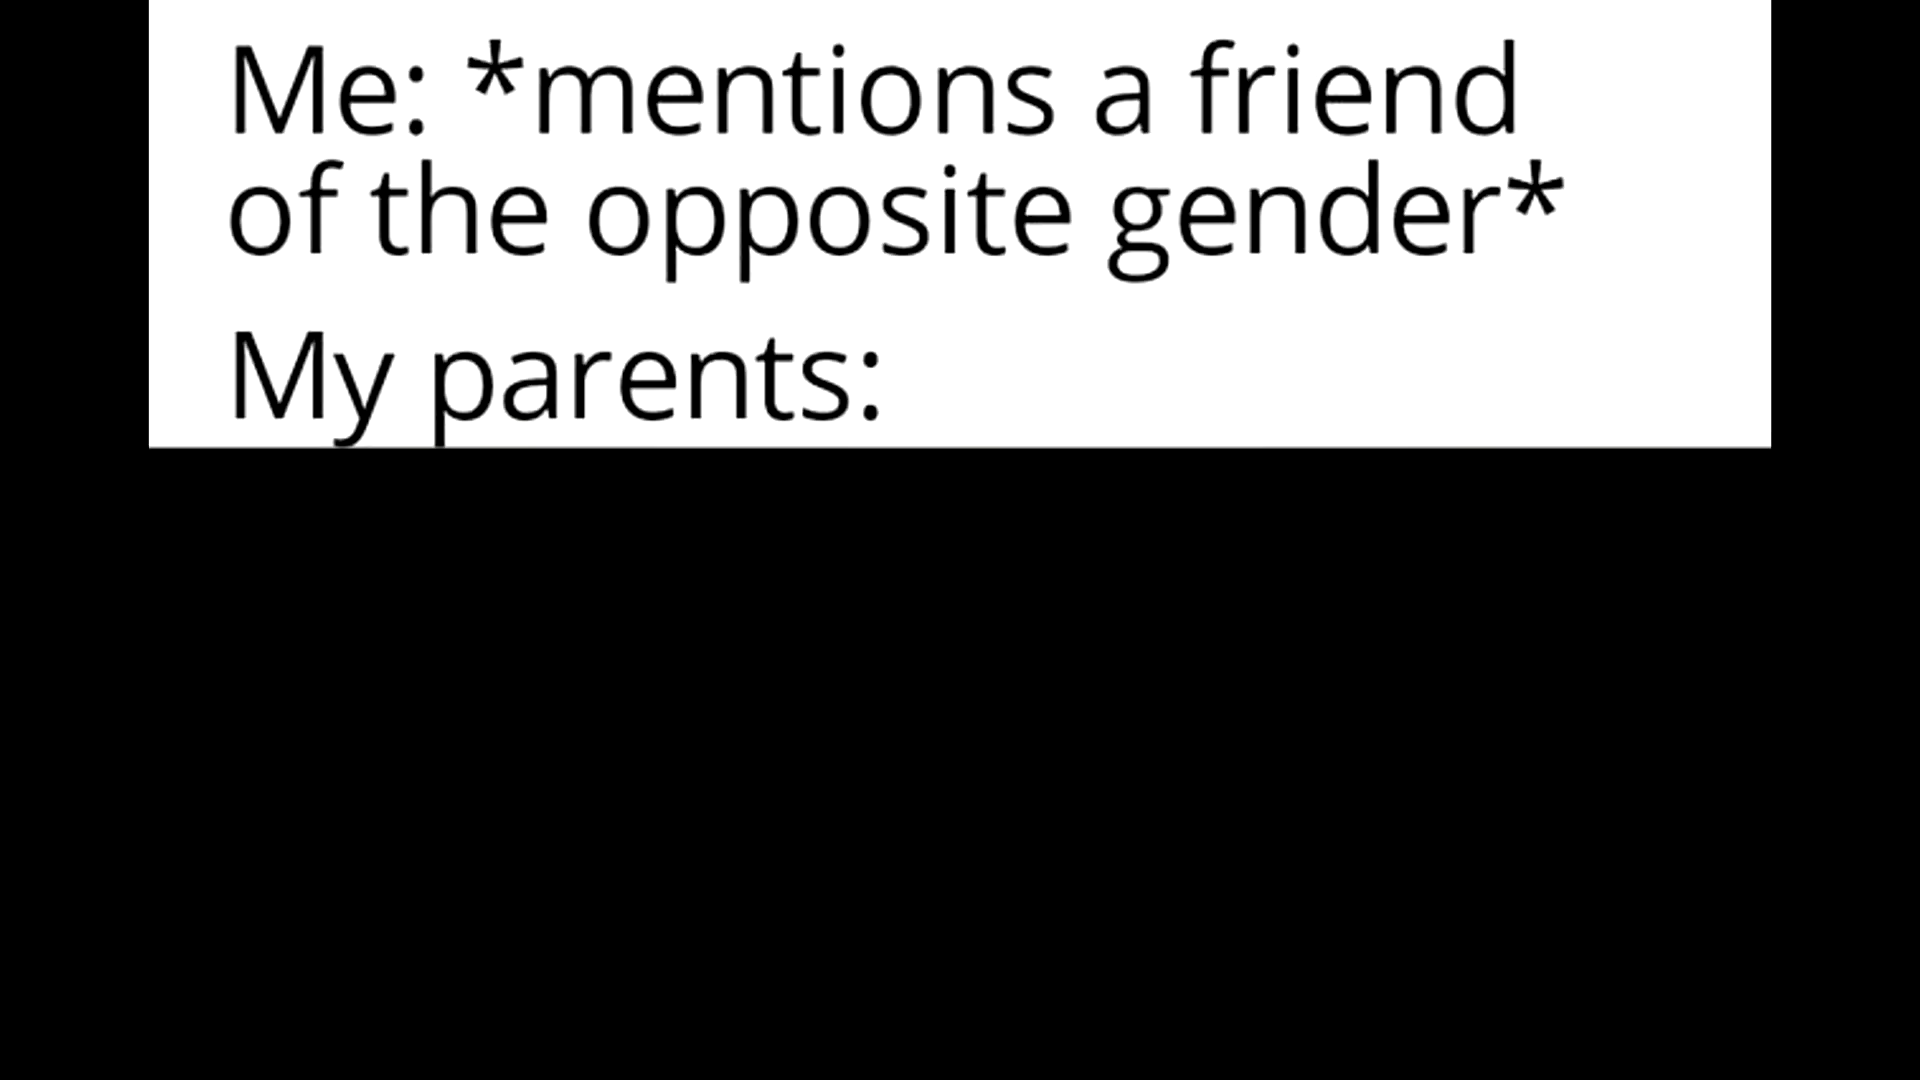 Me: *mentions a friend
of the opposite gender*
My parents: